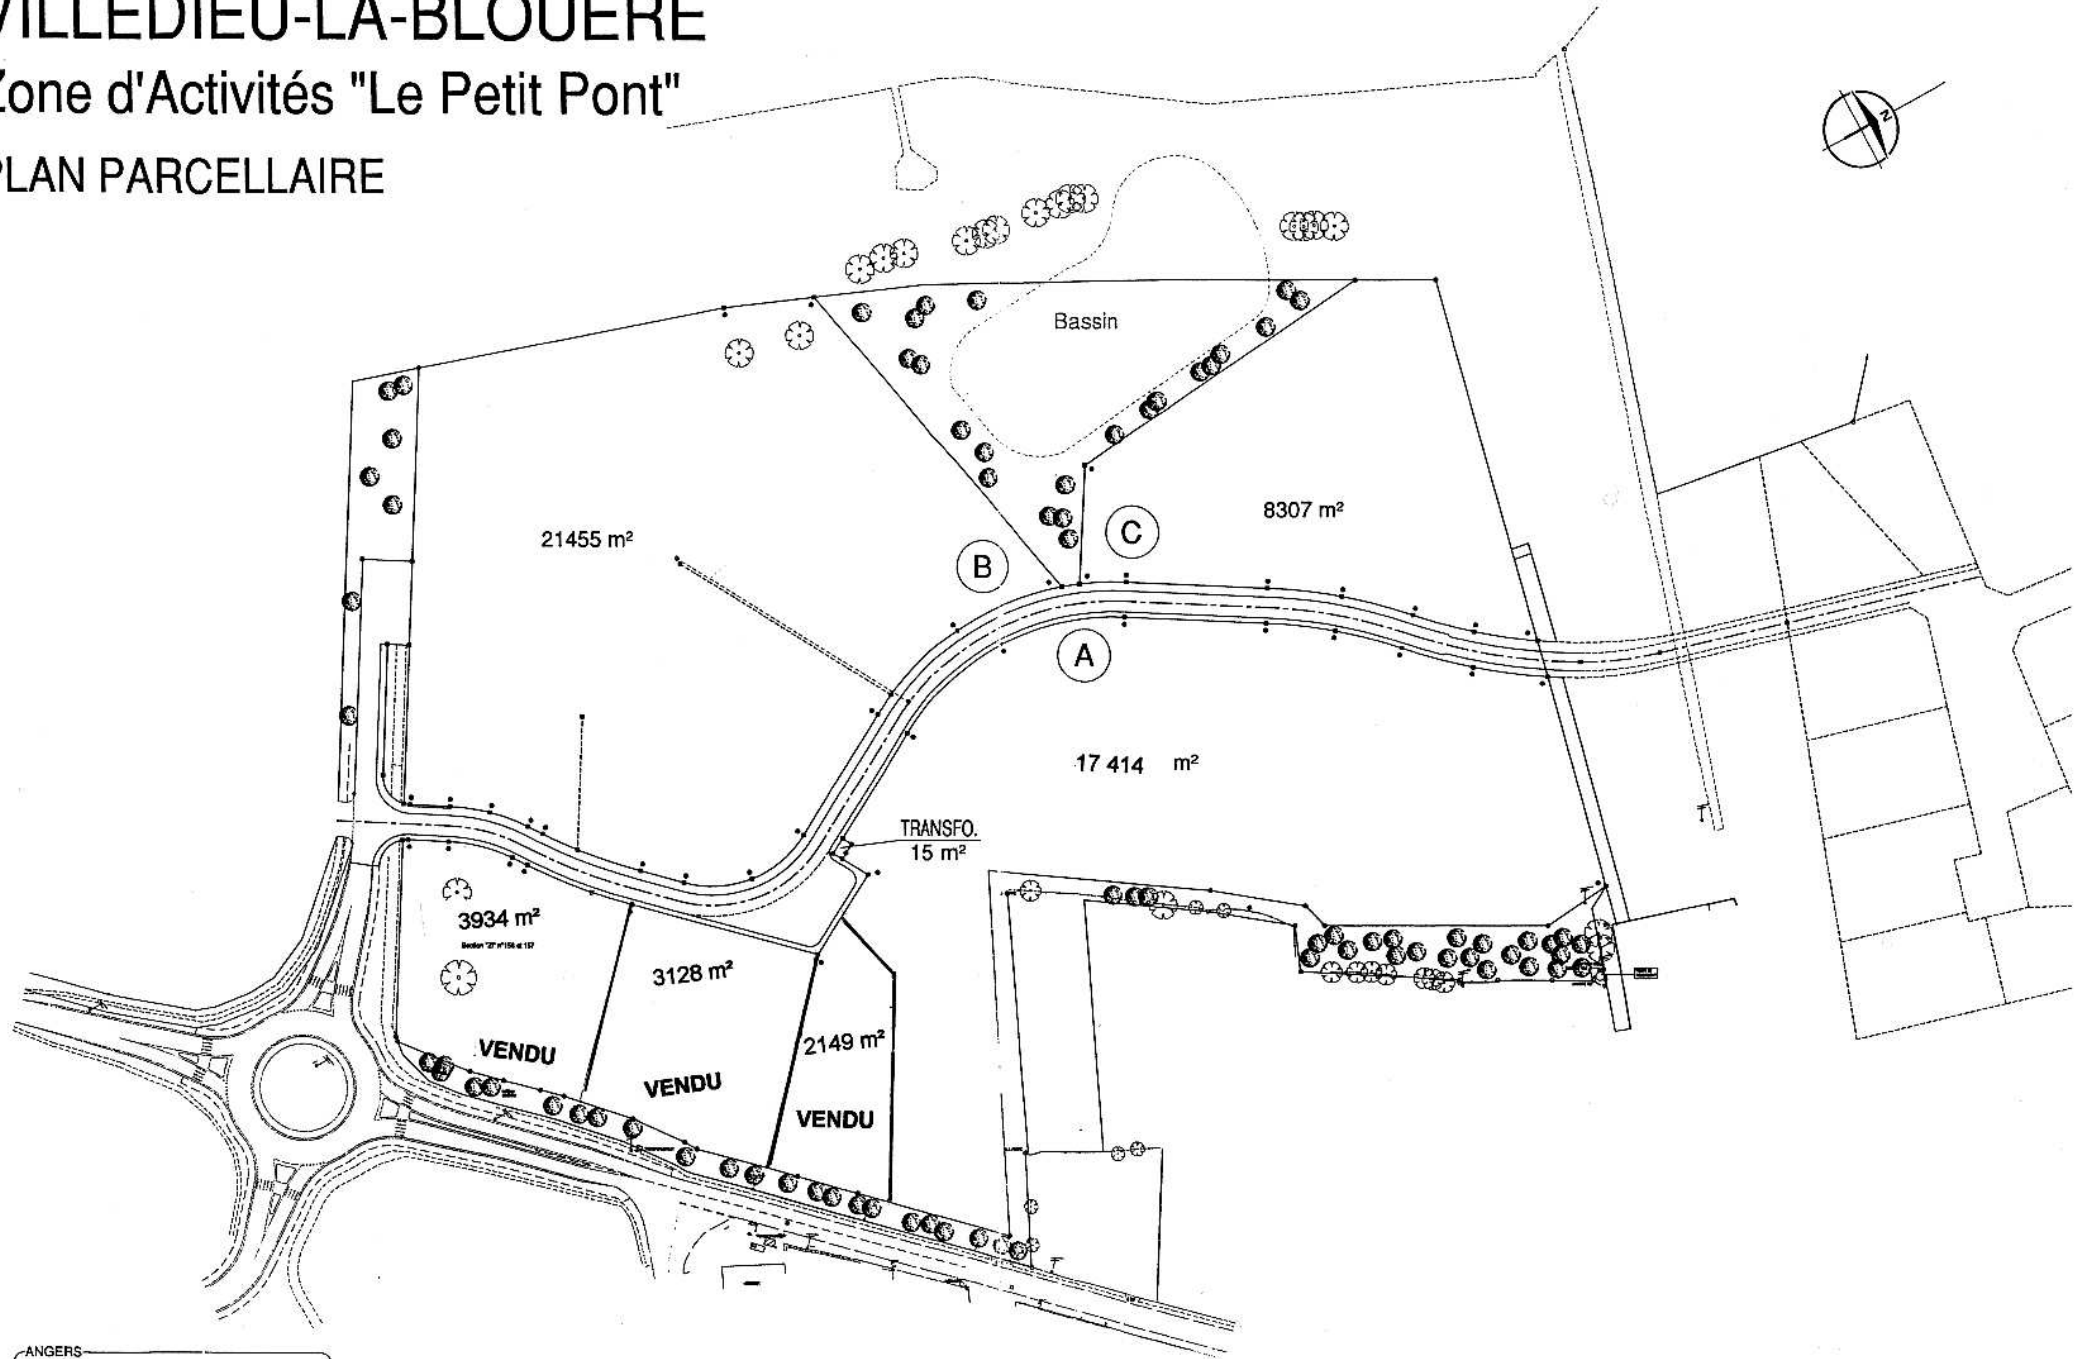 VILLEDIEU-LA-BLOUERE
Zone d'Activités "Le Petit Pont"
PLAN PARCELLAIRE
N
Bassin
8307 m²
21455 m²
C
B
A
17 414 m²
TRANSFO.
15 m²
3934 m²
3128 m²
2149 m²
VENDU
VENDU
VENDU
ANGERS